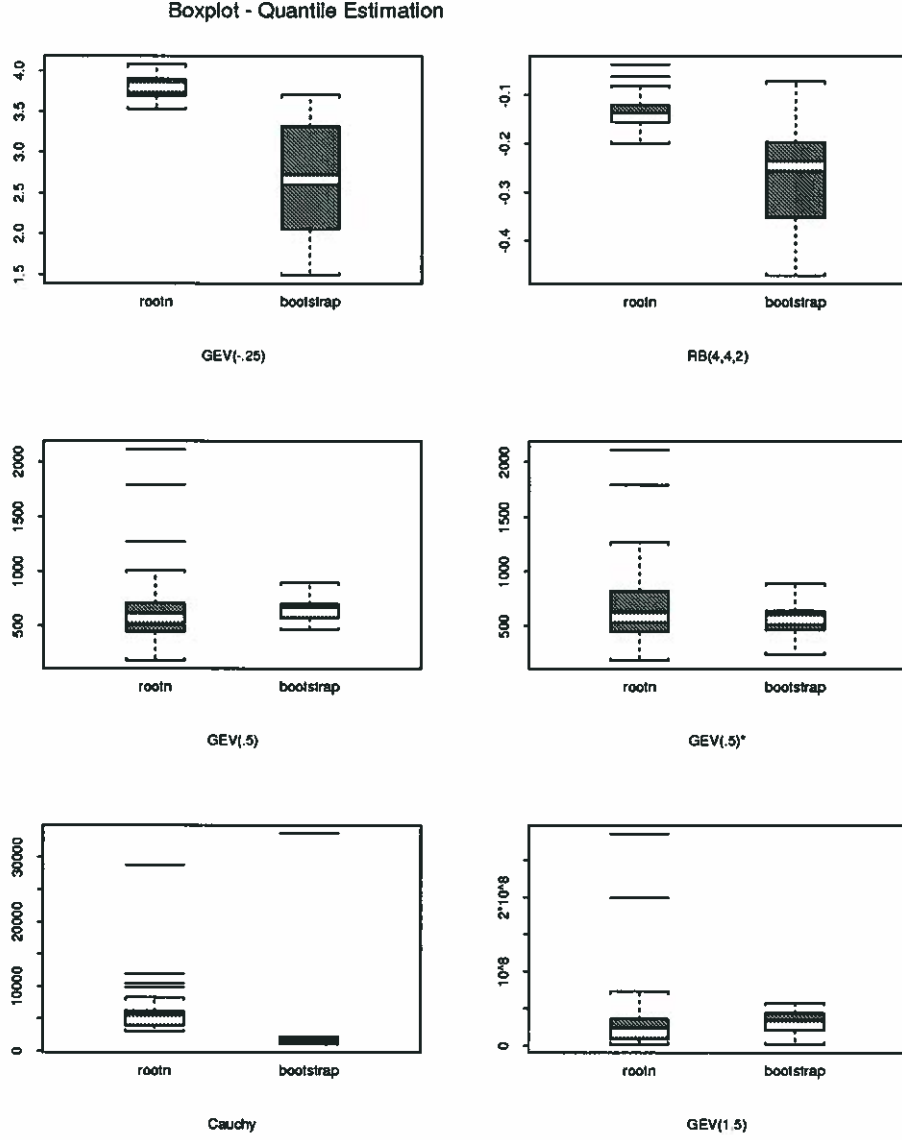 Boxplot - Quantile Estimation
4.0
3.5
3.0
2.5
2.0
1.5
rootn
bootstrap
GEV(-.25)
-0.1
-0.2
-0.3
-0.4
rootn
bootstrap
RB(4,4,2)
2000
1500
1000
500
rootn
bootstrap
GEV(.5)
2000
1500
1000
500
rootn
bootstrap
GEV(.5)*
30000
20000
10000
0
rootn
bootstrap
Cauchy
2*10^8
10^8
0
rootn
bootstrap
GEV(1.5)